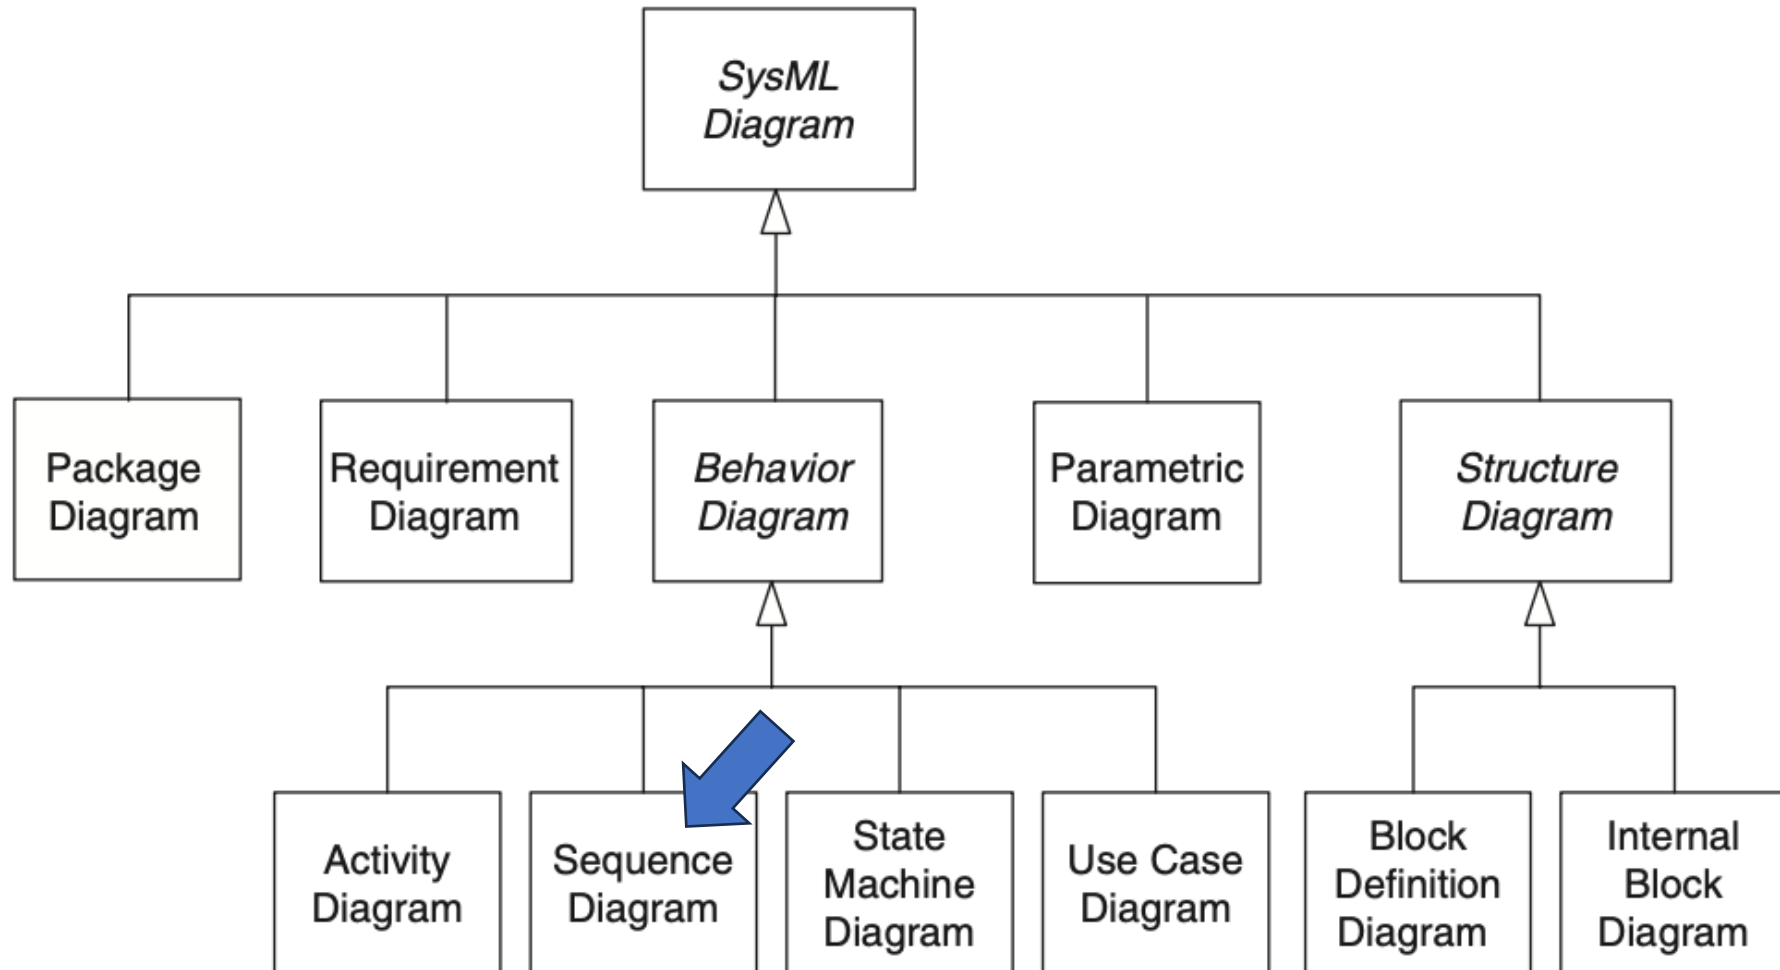 SysML
Diagram
Package
Diagram
Requirement
Diagram
Behavior
Diagram
Parametric
Diagram
Structure
Diagram
Activity
Diagram
Sequence
Diagram
State
Machine
Diagram
Use Case
Diagram
Block
Definition
Diagram
Internal
Block
Diagram